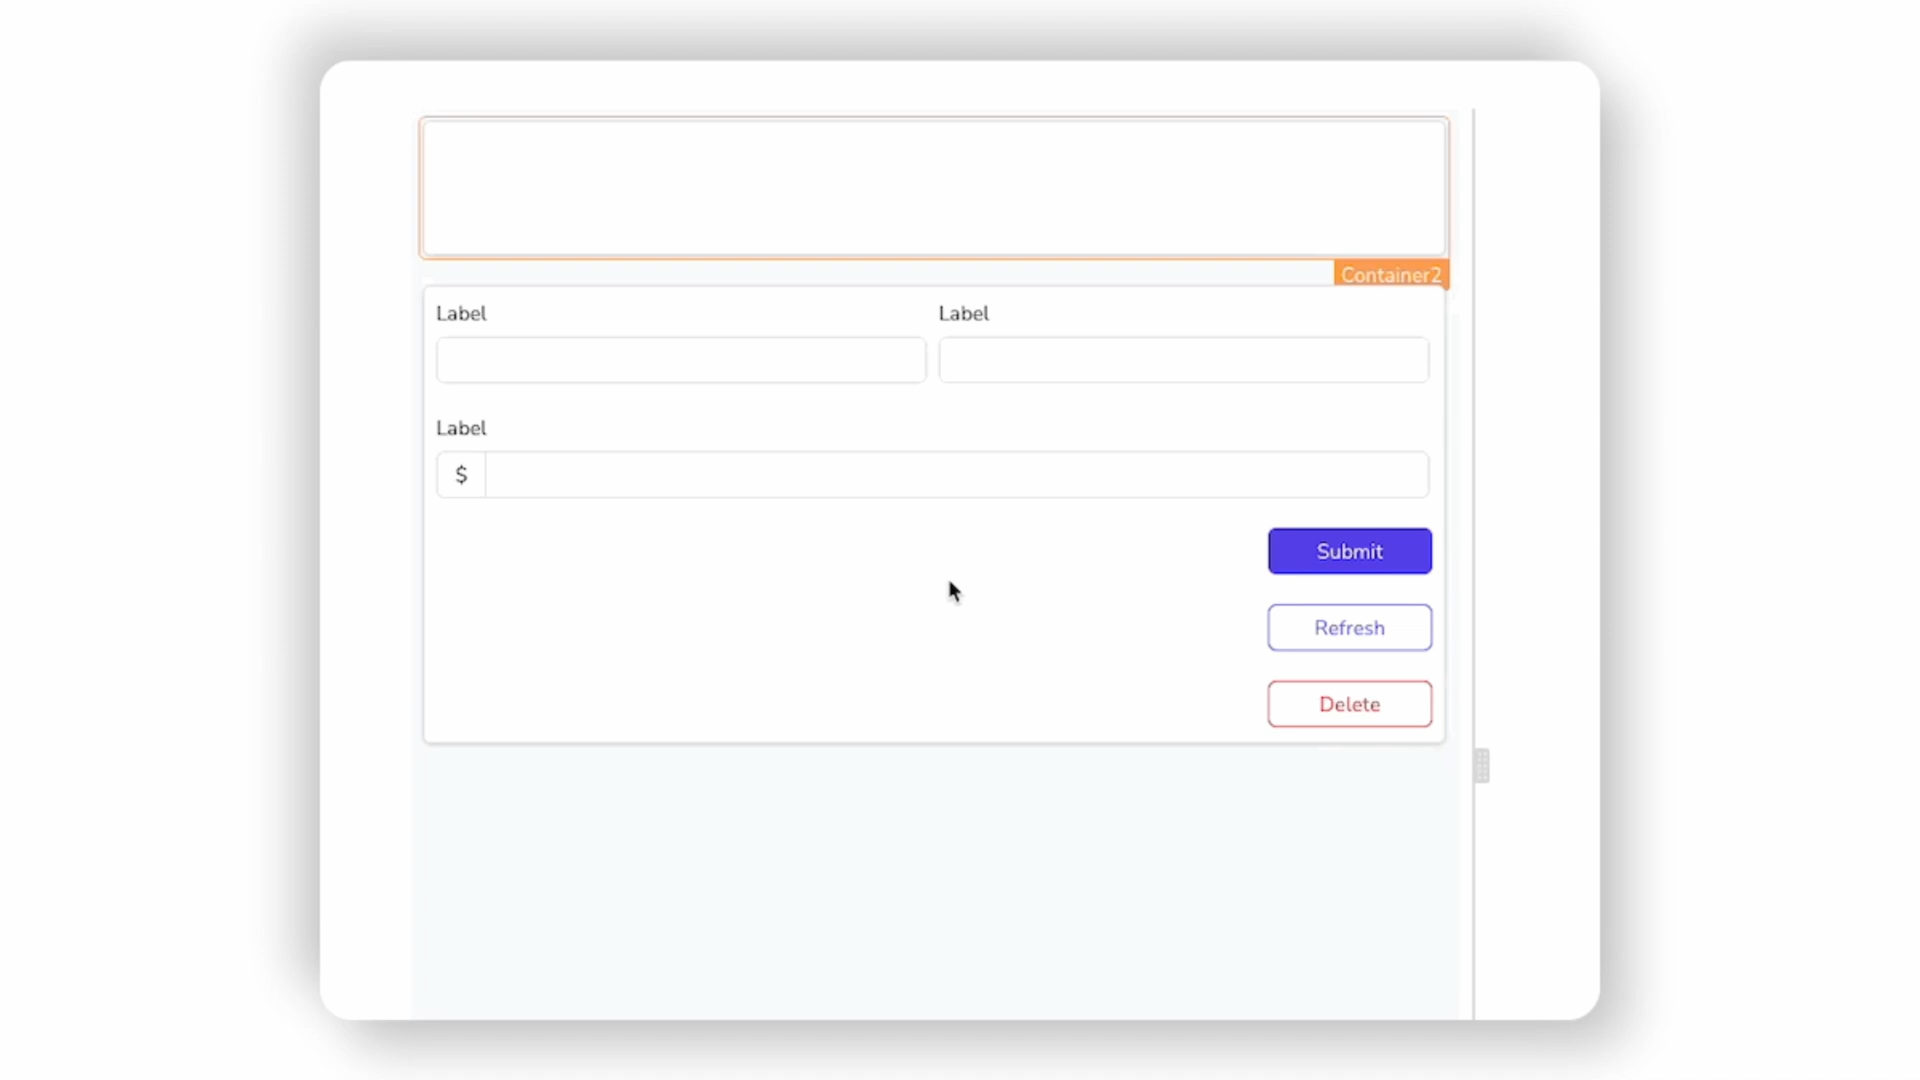 Container2
Label Label
Label
$
Submit
Refresh
Delete